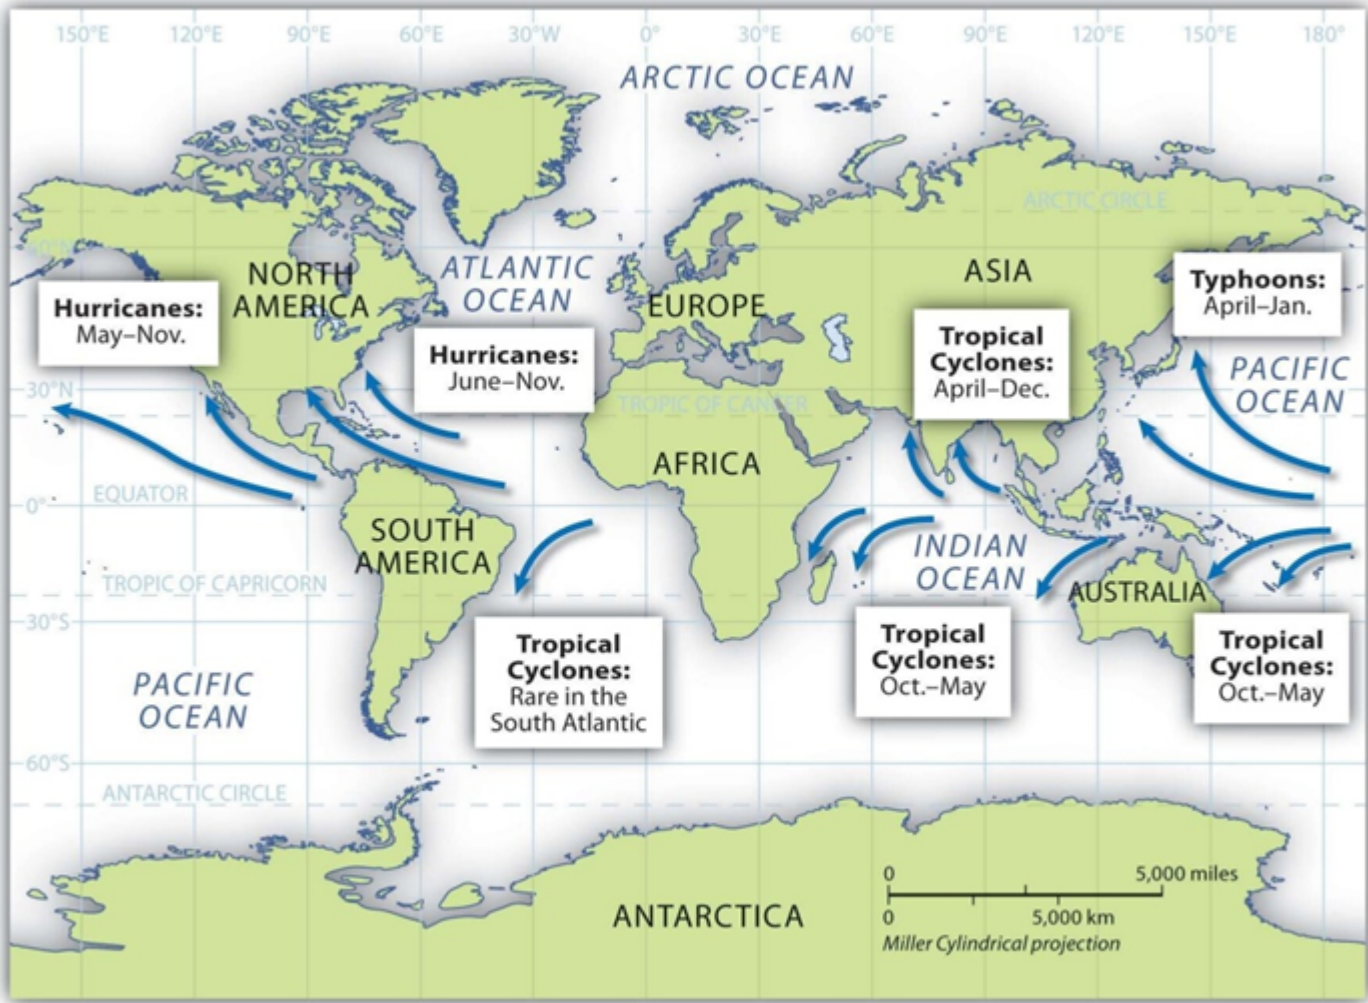 150°E
120°E
90°E
60°E
30°W
0°
30°E
60°E
90°E
120°E
150°E
180°
ARCTIC OCEAN
ARCTIC CIRCLE
NORTH
AMERICA
ATLANTIC
OCEAN
EUROPE
ASIA
Typhoons:
April–Jan.
Hurricanes:
May–Nov.
Hurricanes:
June–Nov.
Tropical
Cyclones:
April–Dec.
PACIFIC
OCEAN
30°N
TROPIC OF CANCER
AFRICA
EQUATOR
0°
SOUTH
AMERICA
INDIAN
OCEAN
TROPIC OF CAPRICORN
AUSTRALIA
30°S
Tropical
Cyclones:
Rare in the
South Atlantic
Tropical
Cyclones:
Oct.–May
Tropical
Cyclones:
Oct.–May
PACIFIC
OCEAN
60°S
ANTARCTIC CIRCLE
ANTARCTICA
0
5,000 miles
0
5,000 km
Miller Cylindrical projection